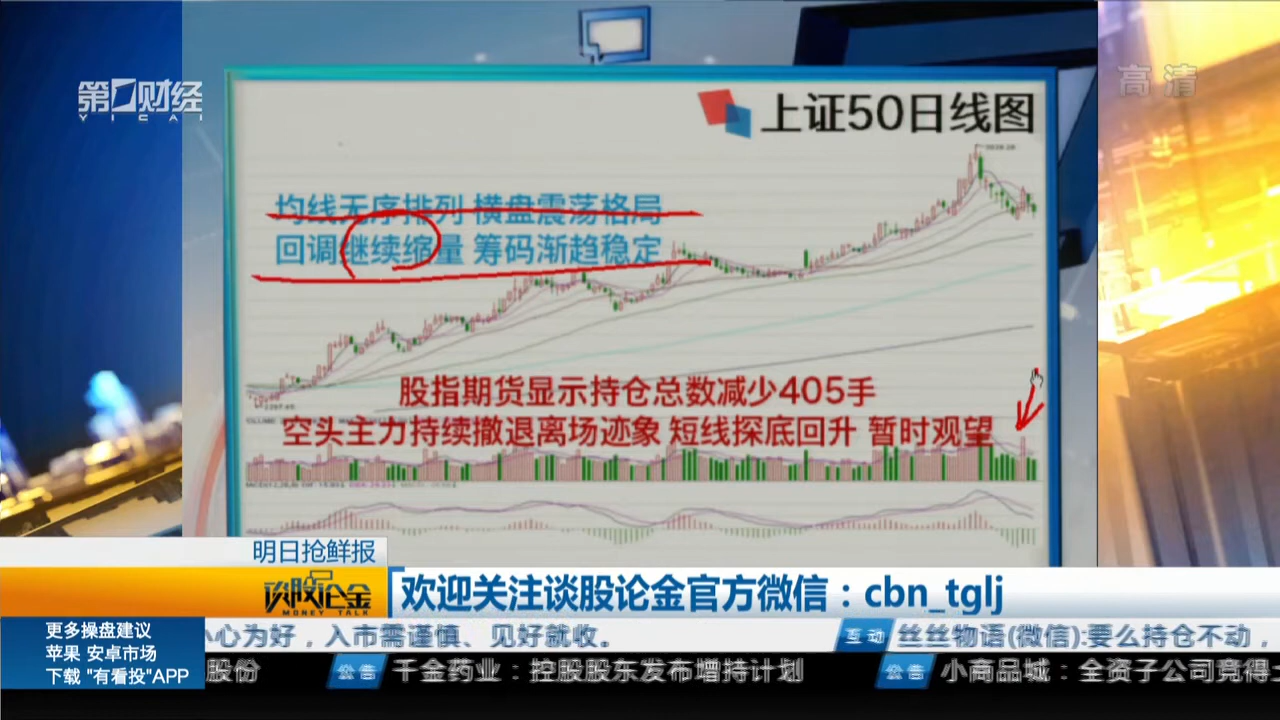 第一财经
YICAI
高清
上证50日线图
均线无序排列 横盘震荡格局
回调继续缩量 筹码渐趋稳定
股指期货显示持仓总数减少405手
空头主力持续撤退离场迹象 短线探底回升 暂时观望
明日抢鲜报
谈股论金
MONEY TALK
欢迎关注谈股论金官方微信：cbn_tglj
更多操盘建议
苹果 安卓市场
下载 "有看投"APP
心为好，入市需谨慎、见好就收。
互动 丝丝物语(微信):要么持仓不动，
股份
公告 千金药业：控股股东发布增持计划
公告 小商品城：全资子公司竞得